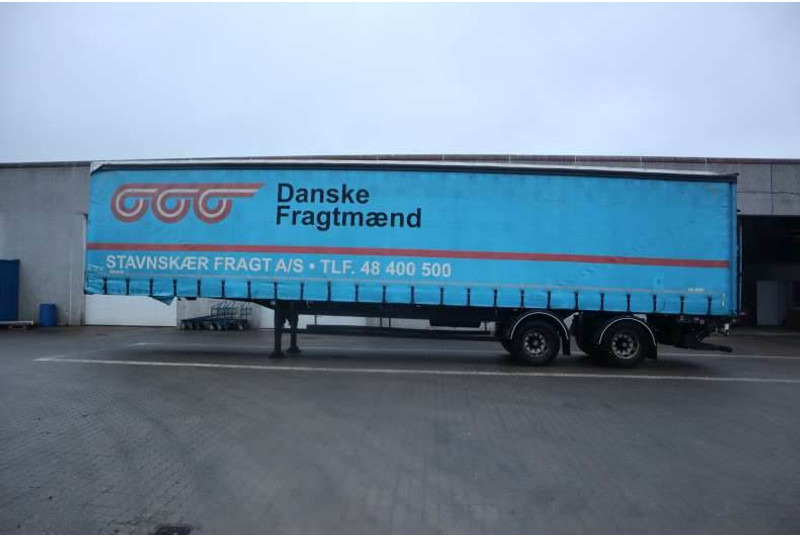 Danske
Fragtmænd
STAVNSKÆR FRAGT A/S • TLF. 48 400 500